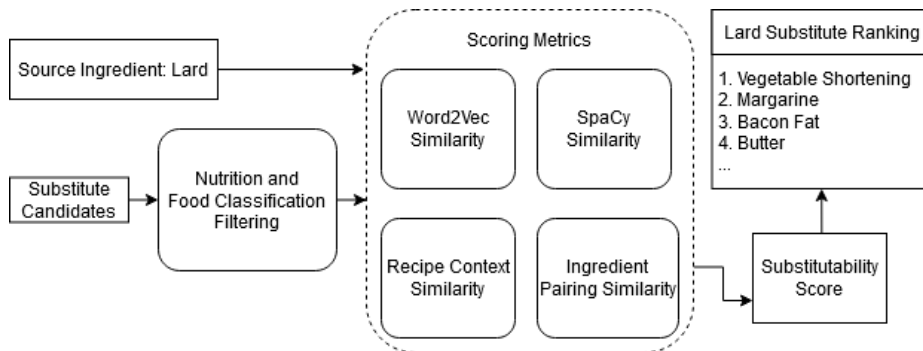 Source Ingredient: Lard
Substitute
Candidates
Nutrition and
Food Classification
Filtering
Scoring Metrics
Word2Vec
Similarity
SpaCy
Similarity
Recipe Context
Similarity
Ingredient
Pairing Similarity
Substitutability
Score
Lard Substitute Ranking
1. Vegetable Shortening
2. Margarine
3. Bacon Fat
4. Butter
...